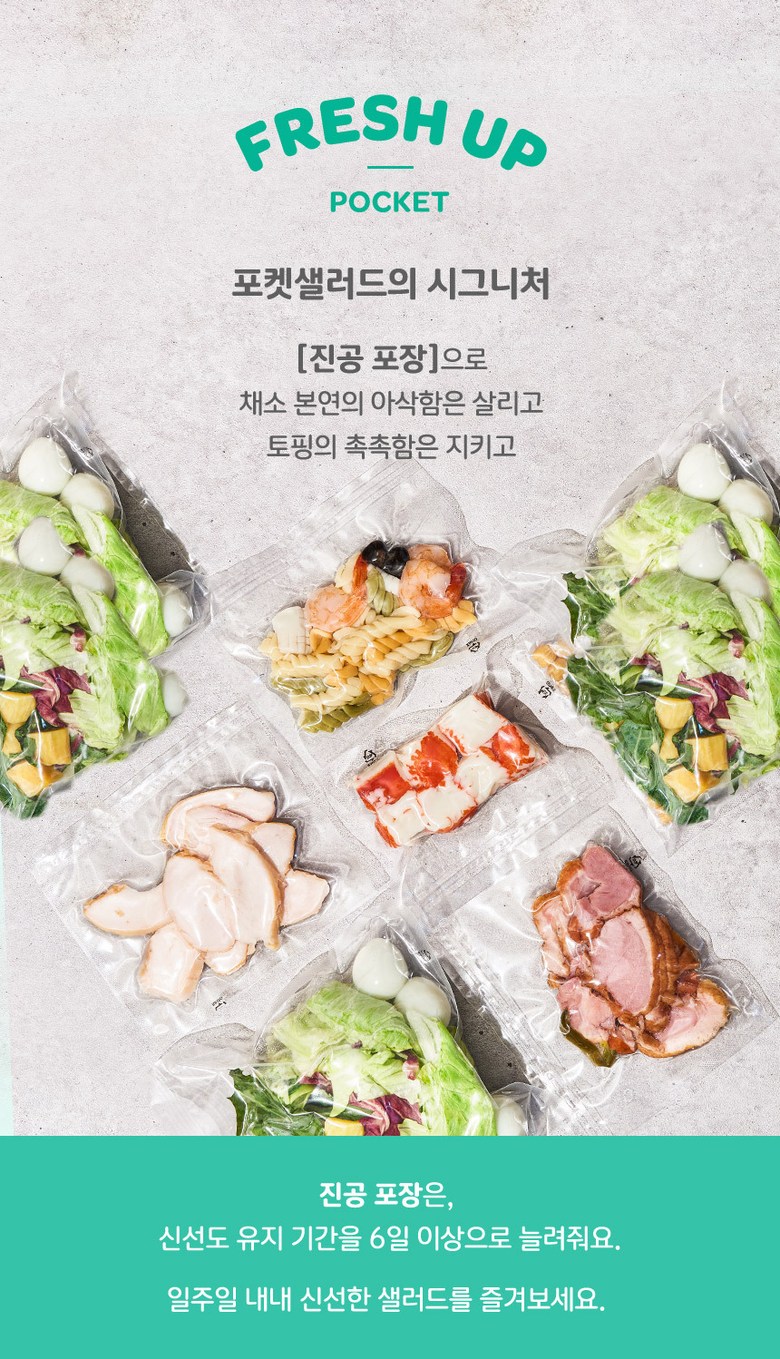 FRESH UP
POCKET
포켓샐러드의 시그니처
[진공 포장]으로
채소 본연의 아삭함은 살리고
토핑의 촉촉함은 지키고
진공 포장은,
신선도 유지 기간을 6일 이상으로 늘려줘요.
일주일 내내 신선한 샐러드를 즐겨보세요.